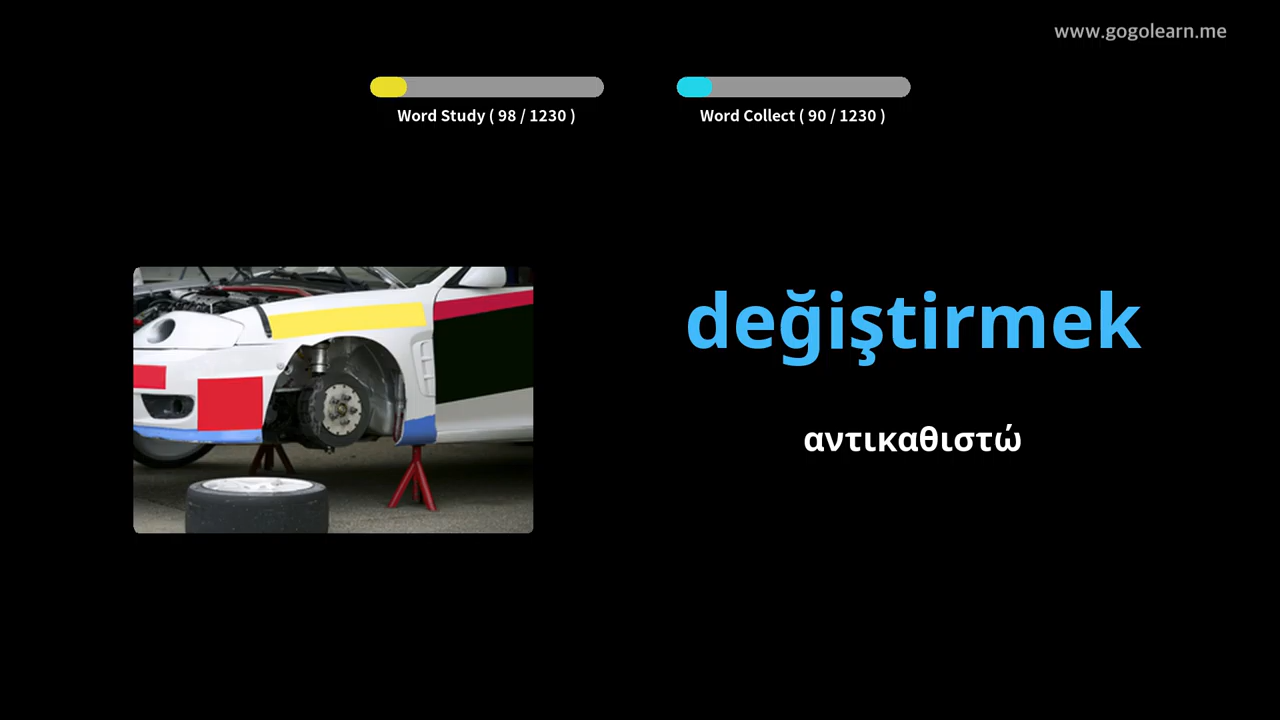 www.gogolearn.me
Word Study ( 98 / 1230 )
Word Collect ( 90 / 1230 )
değiştirmek
αντικαθιστώ